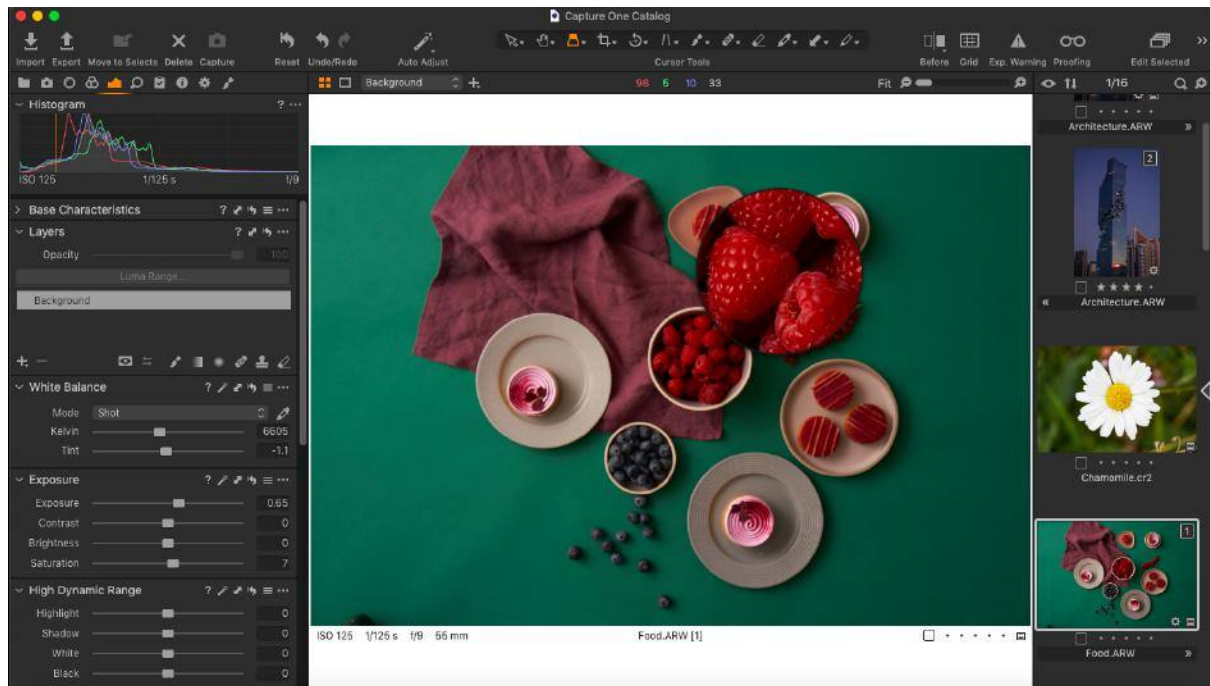 Capture One Catalog
Import Export Move to Selects Delete Capture Reset Undo/Redo Auto Adjust Cursor Tools Before Grid Exp. Warning Proofing Edit Selected
Background 98 6 10 33 Fit 1/16
Histogram
ISO 125 1/125 s f/9
Base Characteristics
Layers
Opacity 100
Luma Range...
Background
White Balance
Mode Shot
Kelvin 6605
Tint -1.1
Exposure
Exposure 0.65
Contrast 0
Brightness 0
Saturation 7
High Dynamic Range
Highlight 0
Shadow 0
White 0
Black 0
ISO 125 1/125 s f/9 55 mm Food.ARW [1]
Architecture.ARW
2
Architecture.ARW
Chamomile.cr2
1
Food.ARW